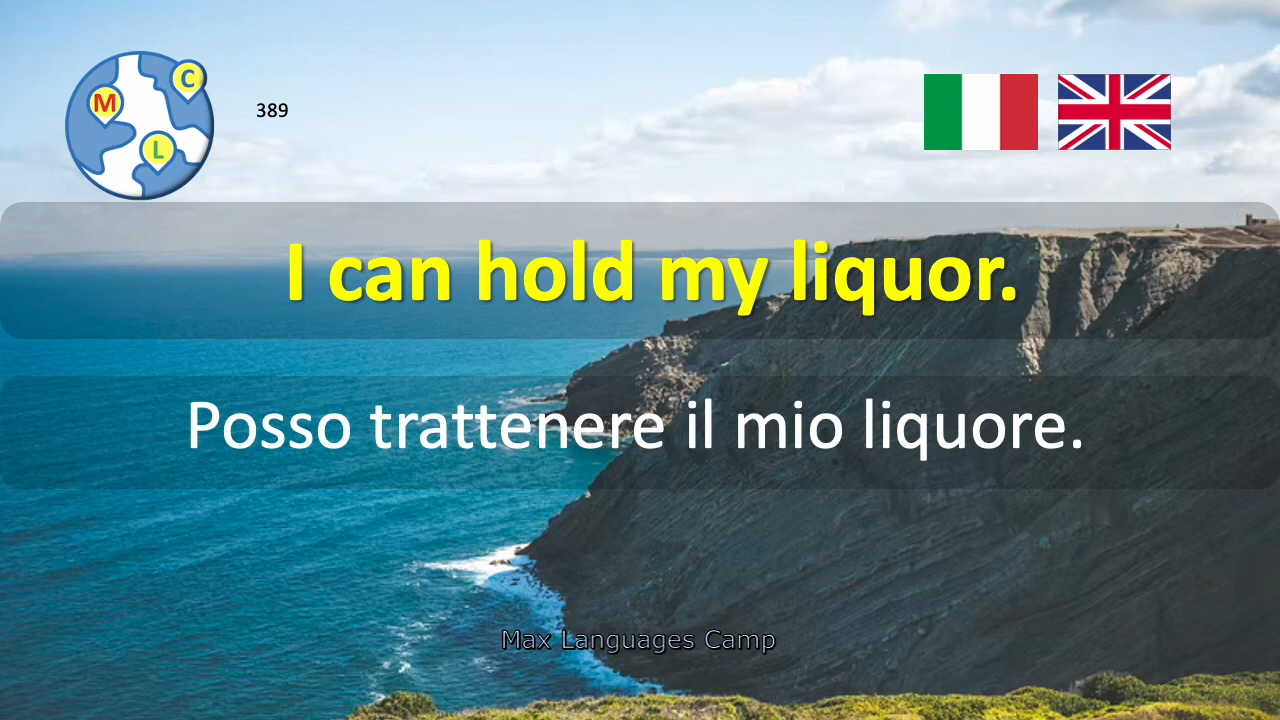 M
C
L
389
I can hold my liquor.
Posso trattenere il mio liquore.
Max Languages Camp